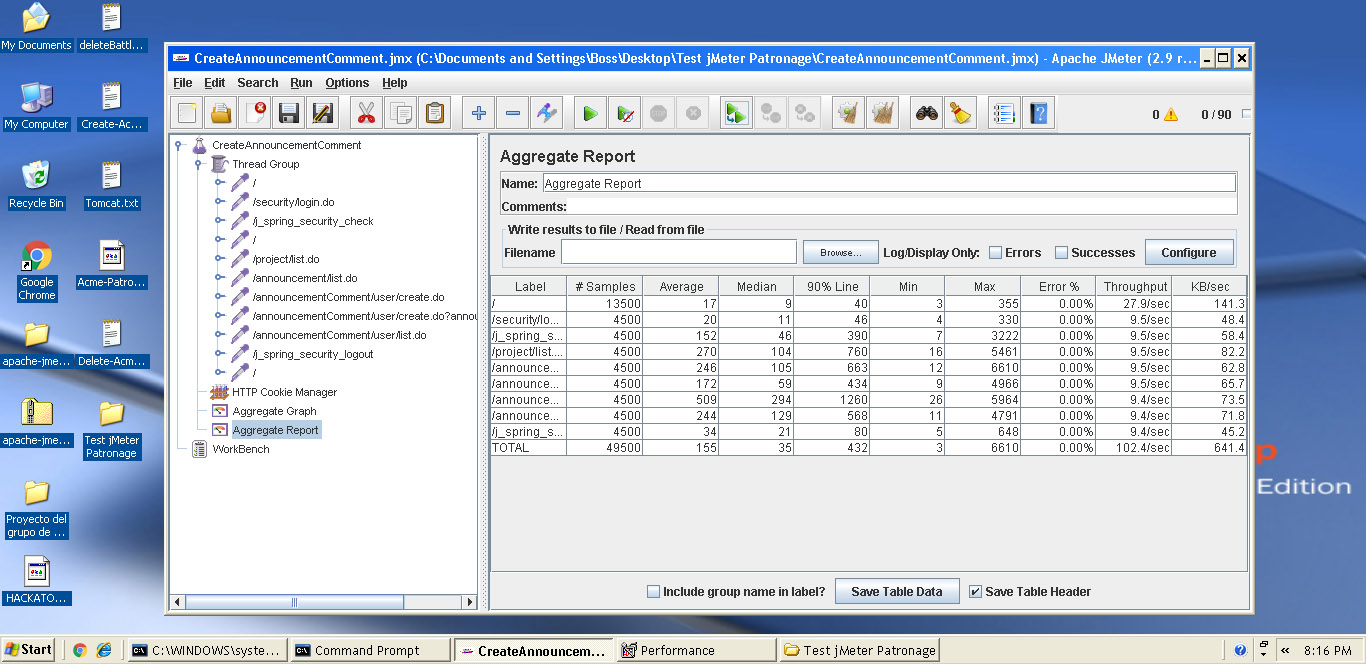 My Documents
deleteBattl...
My Computer
Create-Ac...
Recycle Bin
Tomcat.txt
Google
Chrome
Acme-Patro...
apache-jme...
Delete-Acm...
apache-jme...
Test jMeter
Patronage
Proyecto del
grupo de ...
HACKATO...
CreateAnnouncementComment.jmx (C:\Documents and Settings\Boss\Desktop\Test jMeter Patronage\CreateAnnouncementComment.jmx) - Apache JMeter (2.9 r...
File Edit Search Run Options Help
0 0 / 90
CreateAnnouncementComment
Thread Group
/
/security/login.do
/j_spring_security_check
/
/project/list.do
/announcement/list.do
/announcementComment/user/create.do
/announcementComment/user/create.do?annou
/announcementComment/user/list.do
/j_spring_security_logout
/
HTTP Cookie Manager
Aggregate Graph
Aggregate Report
WorkBench
Aggregate Report
Name: Aggregate Report
Comments:
Write results to file / Read from file
Filename Browse... Log/Display Only: Errors Successes Configure
Label # Samples Average Median 90% Line Min Max Error % Throughput KB/sec
/ 13500 17 9 40 3 355 0.00% 27.9/sec 141.3
/security/lo... 4500 20 11 46 4 330 0.00% 9.5/sec 48.4
/j_spring_s... 4500 152 46 390 7 3222 0.00% 9.5/sec 58.4
/project/list.... 4500 270 104 760 16 5461 0.00% 9.5/sec 82.2
/announce... 4500 246 105 663 12 6610 0.00% 9.5/sec 62.8
/announce... 4500 172 59 434 9 4966 0.00% 9.5/sec 65.7
/announce... 4500 509 294 1260 26 5964 0.00% 9.4/sec 73.5
/announce... 4500 244 129 568 11 4791 0.00% 9.4/sec 71.8
/j_spring_s... 4500 34 21 80 5 648 0.00% 9.4/sec 45.2
TOTAL 49500 155 35 432 3 6610 0.00% 102.4/sec 641.4
Include group name in label? Save Table Data Save Table Header
p
Edition
Start C:\WINDOWS\syste... Command Prompt CreateAnnouncem... Performance Test jMeter Patronage 8:16 PM